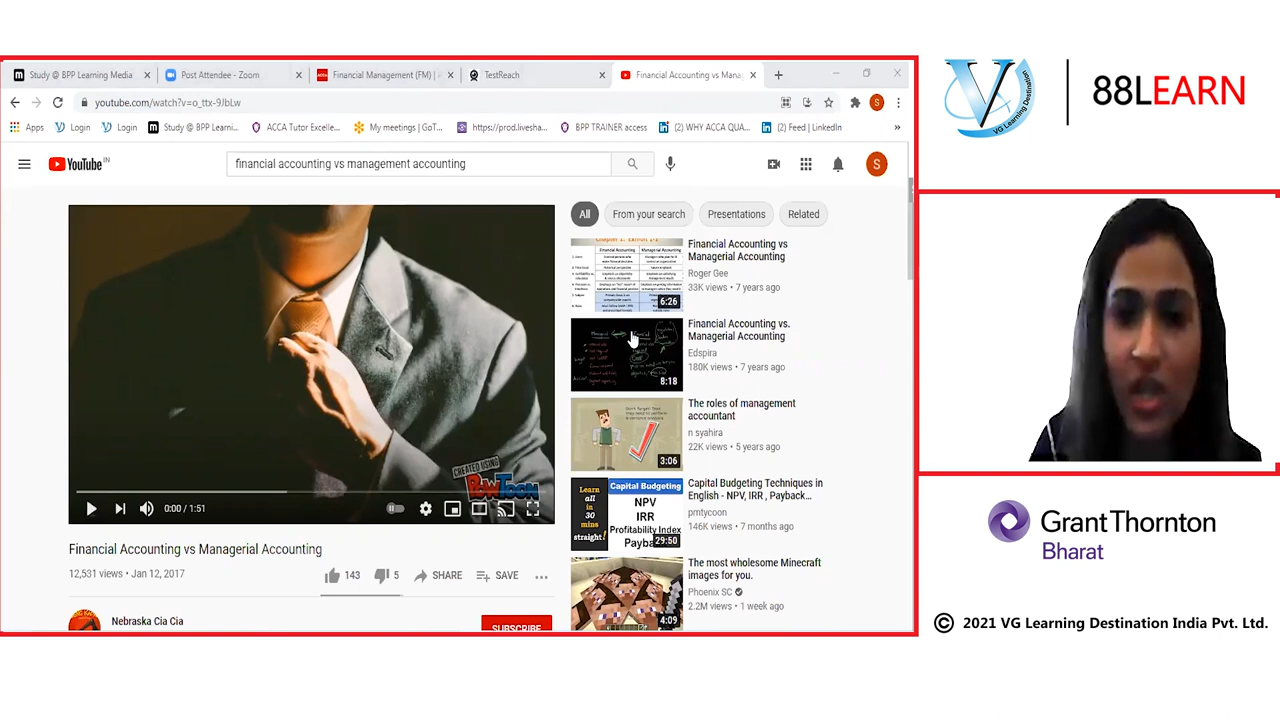 Study @ BPP Learning Media
Post Attendee - Zoom
Financial Management (FM) |
TestReach
Financial Accounting vs Mana
youtube.com/watch?v=o_ttx-9JbLw
Apps
Login
Login
Study @ BPP Learni...
ACCA Tutor Excelle...
My meetings | GoT...
https://prod.livesha...
BPP TRAINER access
(2) WHY ACCA QUA...
(2) Feed | LinkedIn
»
YouTube IN
financial accounting vs management accounting
S
All
From your search
Presentations
Related
Financial Accounting vs
Managerial Accounting
Roger Gee
33K views • 7 years ago
6:26
Financial Accounting vs.
Managerial Accounting
Edspira
180K views • 7 years ago
8:18
The roles of management
accountant
n syahira
22K views • 5 years ago
3:06
Learn
all
in
30
mins
straight!
Capital Budgeting
NPV
IRR
Profitability Index
Payba
29:50
Capital Budgeting Techniques in
English - NPV, IRR , Payback...
pmtycoon
146K views • 7 months ago
The most wholesome Minecraft
images for you.
Phoenix SC
2.2M views • 1 week ago
4:09
CREATED USING
POWTOON
0:00 / 1:51
Financial Accounting vs Managerial Accounting
12,531 views • Jan 12, 2017
143
5
SHARE
SAVE
...
Nebraska Cia Cia
SUBSCRIBE
V
VG Learning Destination
88LEARN
Grant Thornton
Bharat
© 2021 VG Learning Destination India Pvt. Ltd.